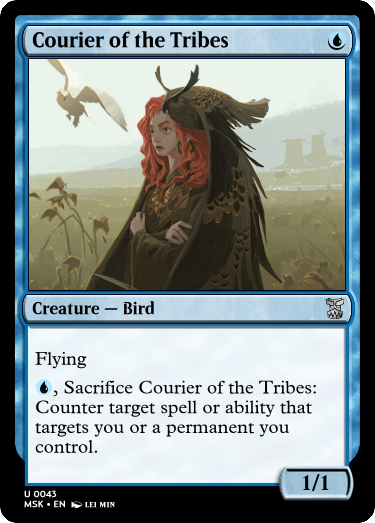 Courier of the Tribes
Creature — Bird
Flying
, Sacrifice Courier of the Tribes:
Counter target spell or ability that
targets you or a permanent you
control.
1/1
U 0043
MSK • EN LEI MIN